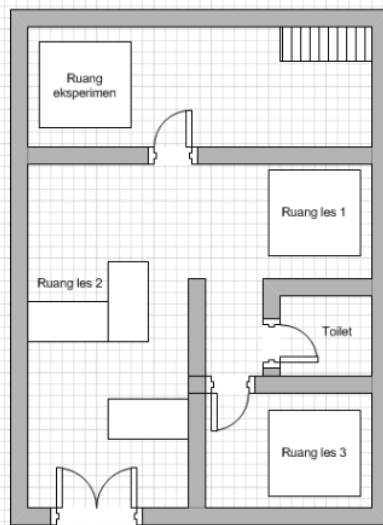 Ruang
eksperimen
Ruang les 1
Ruang les 2
Toilet
Ruang les 3